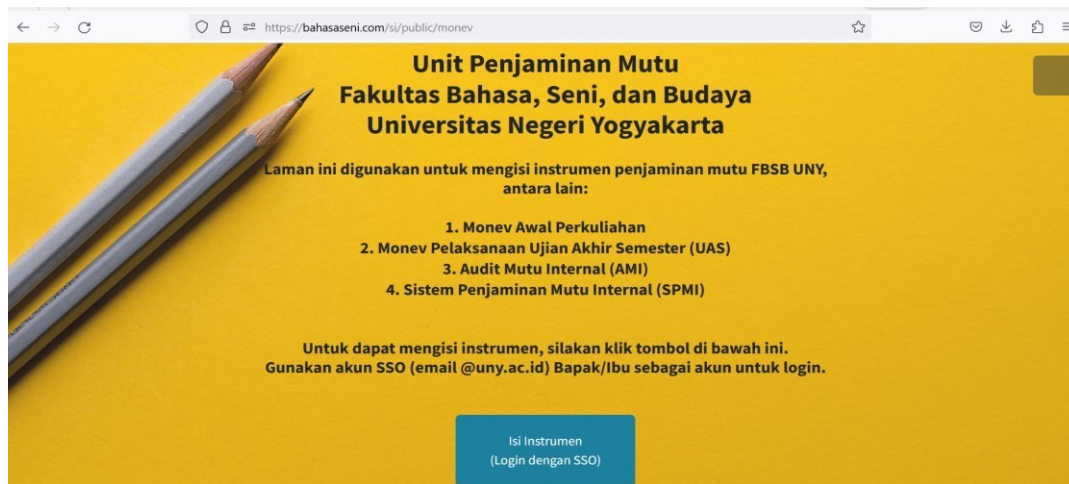 https://bahasaseni.com/si/public/monev
Unit Penjaminan Mutu
Fakultas Bahasa, Seni, dan Budaya
Universitas Negeri Yogyakarta
Laman ini digunakan untuk mengisi instrumen penjaminan mutu FBSB UNY,
antara lain:
1. Monev Awal Perkuliahan
2. Monev Pelaksanaan Ujian Akhir Semester (UAS)
3. Audit Mutu Internal (AMI)
4. Sistem Penjaminan Mutu Internal (SPMI)
Untuk dapat mengisi instrumen, silakan klik tombol di bawah ini.
Gunakan akun SSO (email @uny.ac.id) Bapak/Ibu sebagai akun untuk login.
Isi Instrumen
(Login dengan SSO)